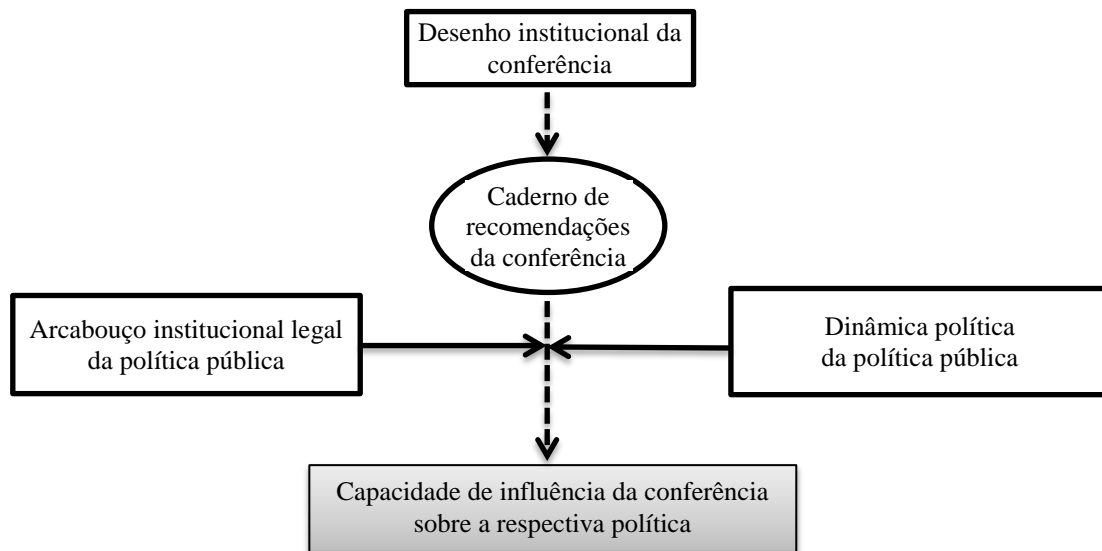 Desenho institucional da
conferência
Caderno de
recomendações
da conferência
Arcabouço institucional legal
da política pública
Dinâmica política
da política pública
Capacidade de influência da conferência
sobre a respectiva política